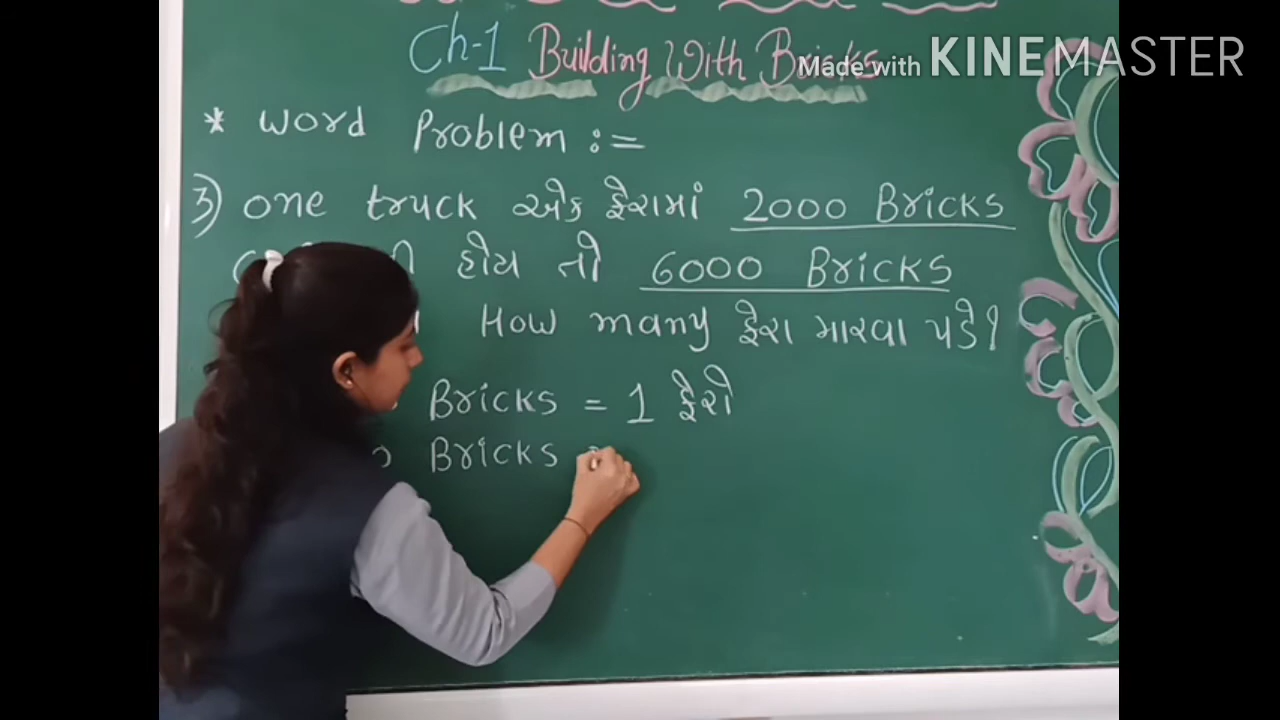 Ch-1 Building With Bricks
Made with KINEMASTER
* Word Problem :=
3) one truck એક ફેરામાં 2000 Bricks
હોય તો 6000 Bricks
How many ફેરા મારવા પડે?
Bricks = 1 ફેરો
Bricks